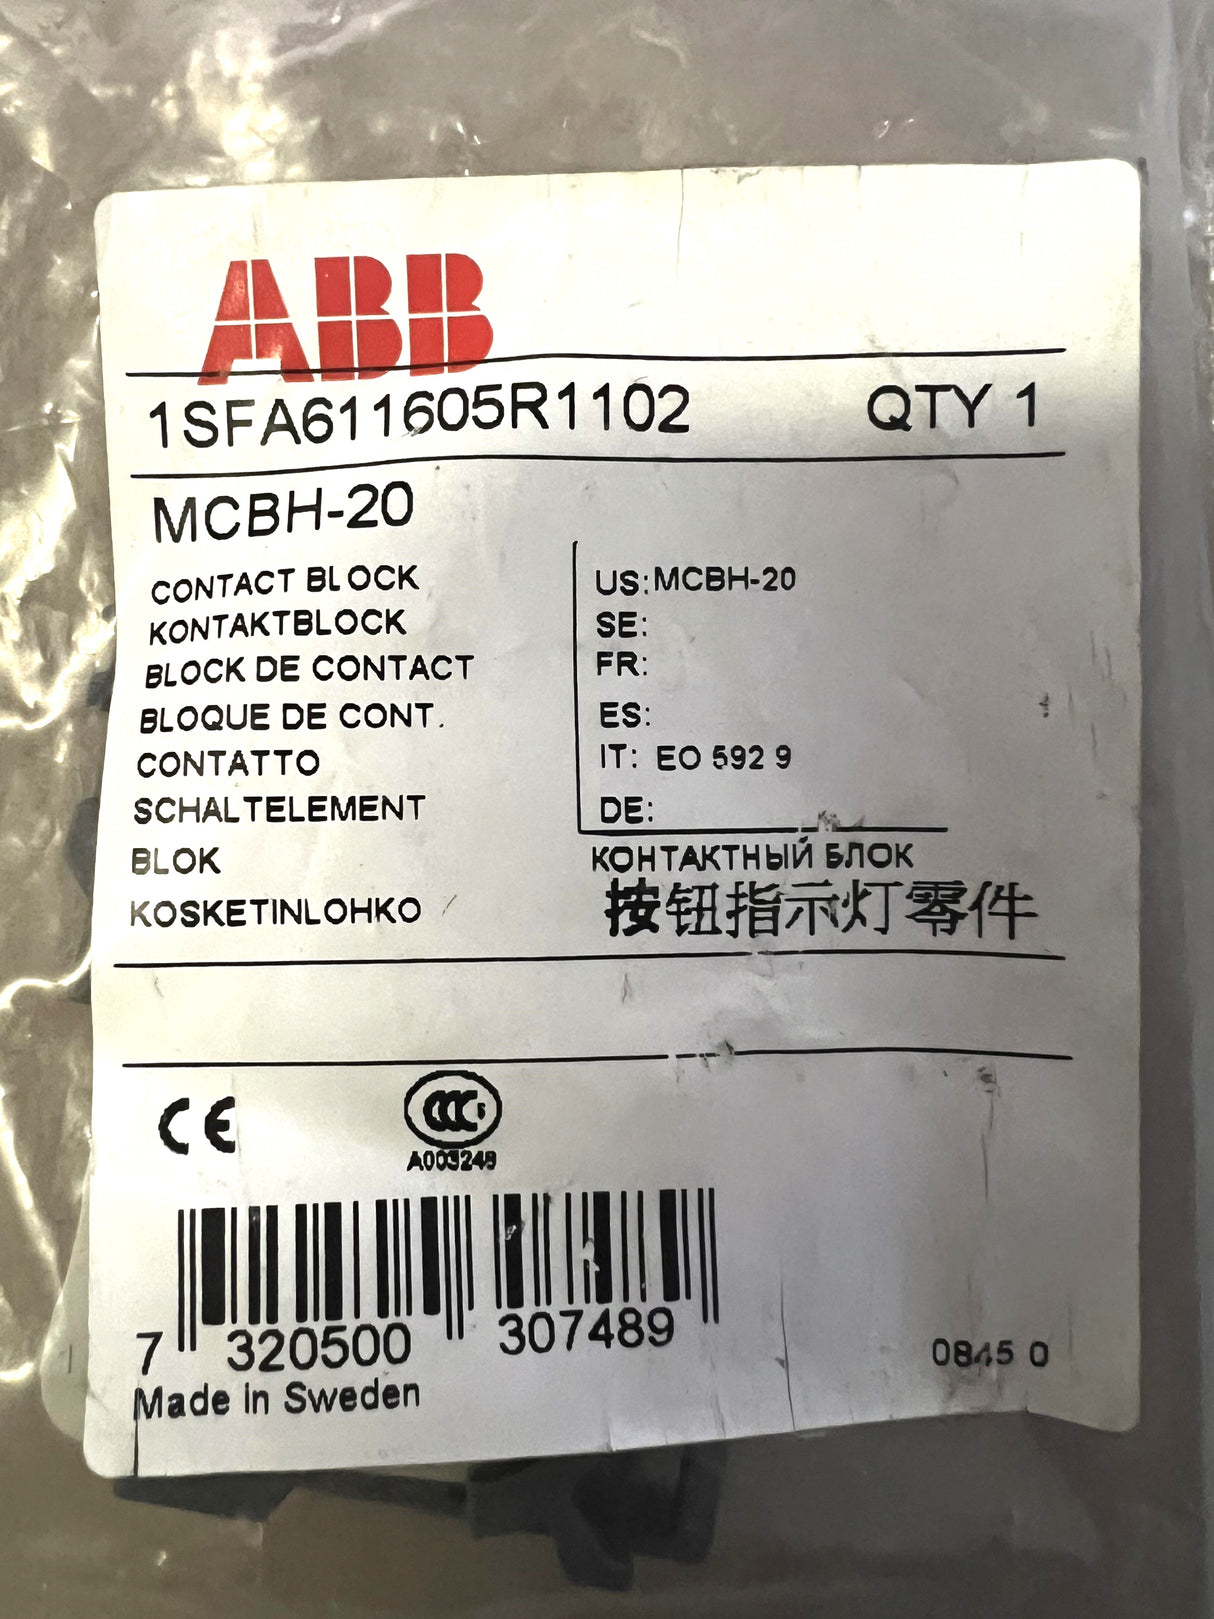 ABB
1SFA611605R1102 QTY 1
MCBH-20
CONTACT BLOCK
KONTAKTBLOCK
BLOCK DE CONTACT
BLOQUE DE CONT.
CONTATTO
SCHALTELEMENT
BLOK
KOSKETINLOHKO
US: MCBH-20
SE:
FR:
ES:
IT: EO 592 9
DE:
КОНТАКТНЫЙ БЛОК
按钮指示灯零件
CE
CCC
7 320500 307489
Made in Sweden
0845 0